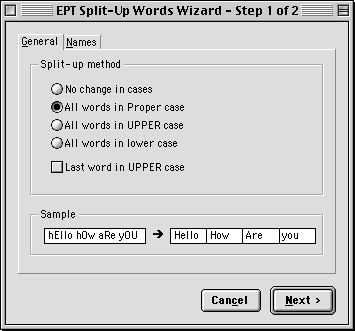 EPT Split-Up Words Wizard - Step 1 of 2
General Names
Split-up method
No change in cases
All words in Proper case
All words in UPPER case
All words in lower case
Last word in UPPER case
Sample
hEllo hOw aRe yOU → Hello How Are you
Cancel Next >